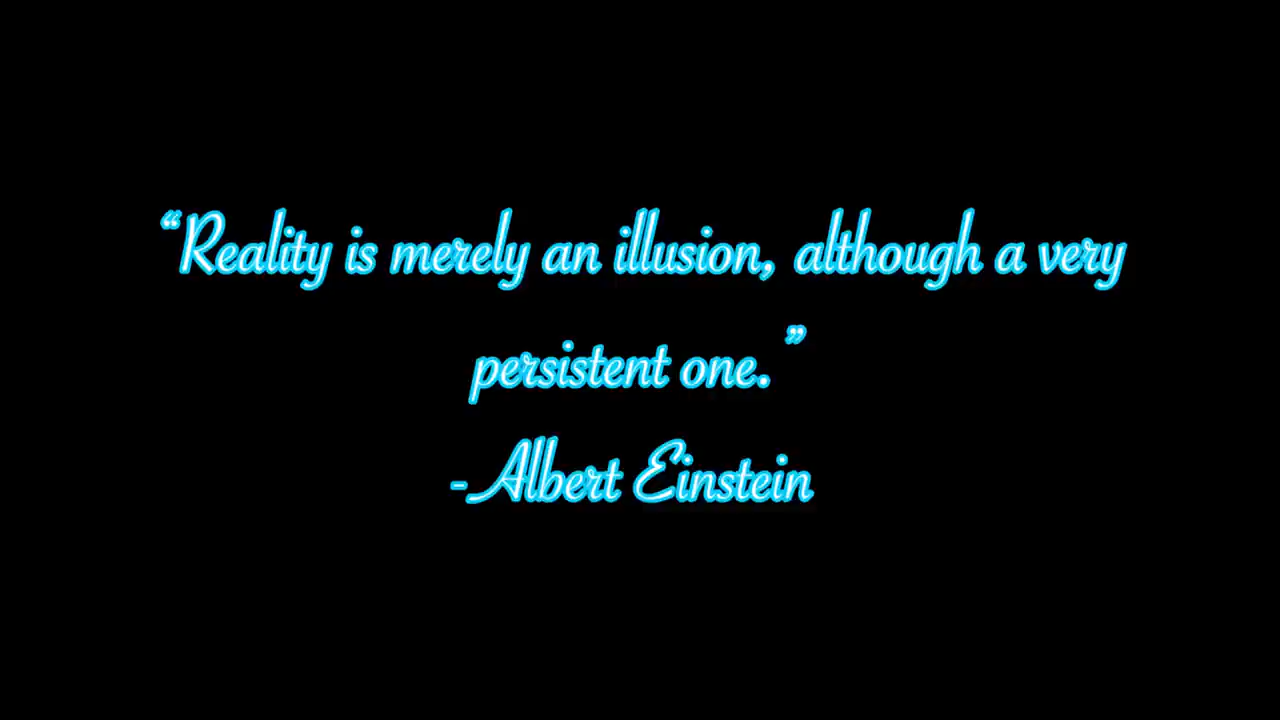 “Reality is merely an illusion, although a very
persistent one.”
-Albert Einstein